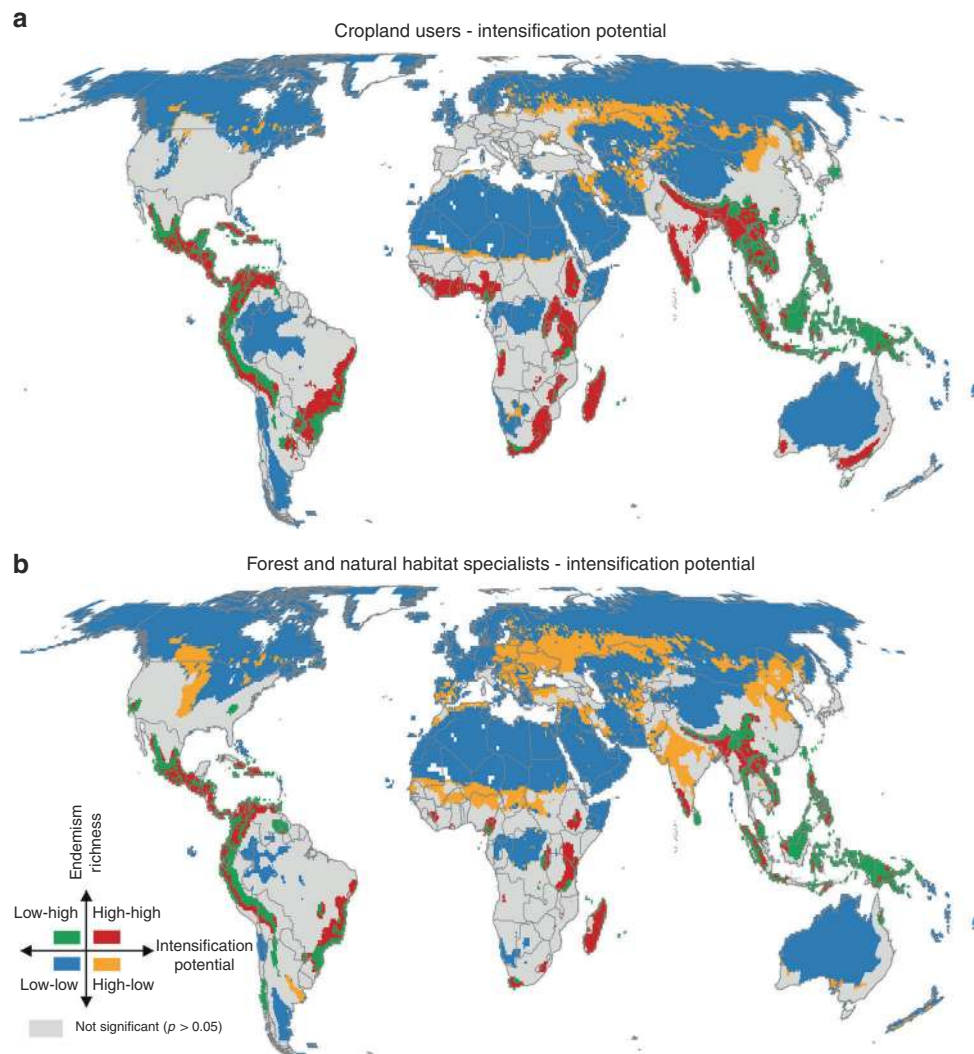 a
Cropland users - intensification potential
b
Forest and natural habitat specialists - intensification potential
Endemism
richness
Low-high
High-high
Intensification
potential
Low-low
High-low
Not significant (p > 0.05)